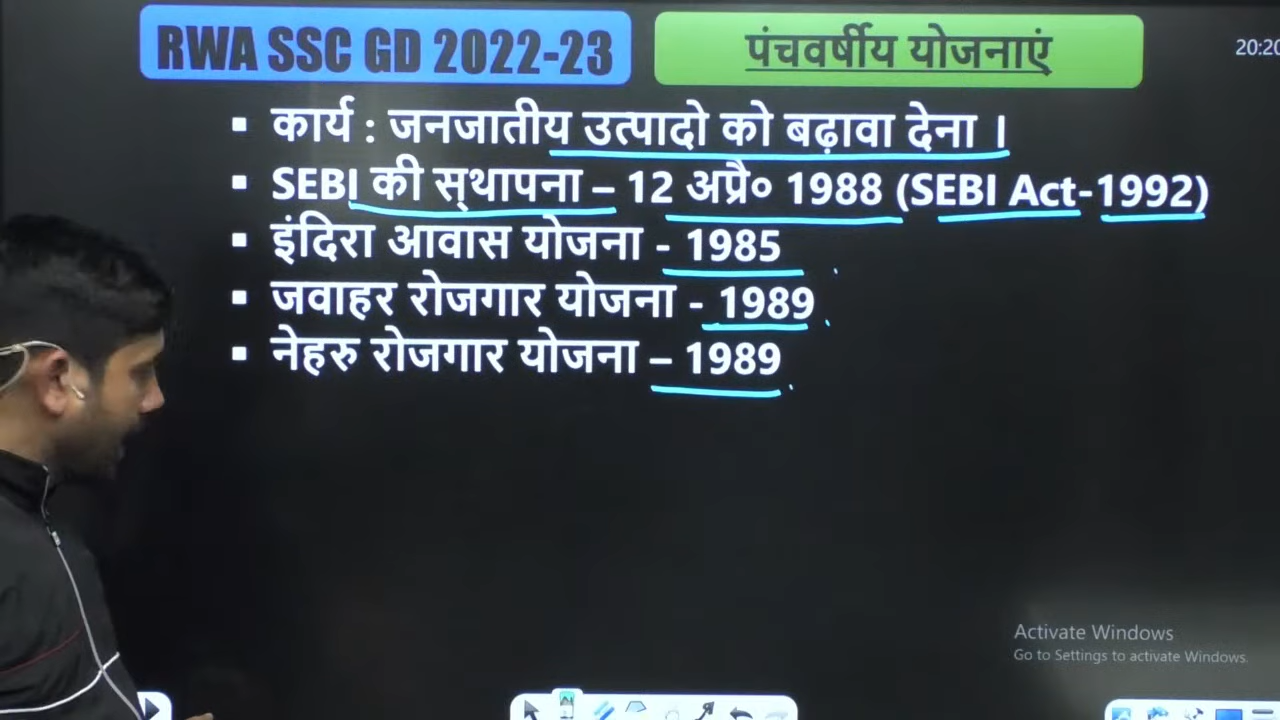 RWA SSC GD 2022-23
पंचवर्षीय योजनाएं
20:20
▪ कार्य : जनजातीय उत्पादो को बढ़ावा देना ।
▪ SEBI की स्थापना – 12 अप्रै० 1988 (SEBI Act-1992)
▪ इंदिरा आवास योजना - 1985
▪ जवाहर रोजगार योजना - 1989
▪ नेहरु रोजगार योजना – 1989
Activate Windows
Go to Settings to activate Windows.